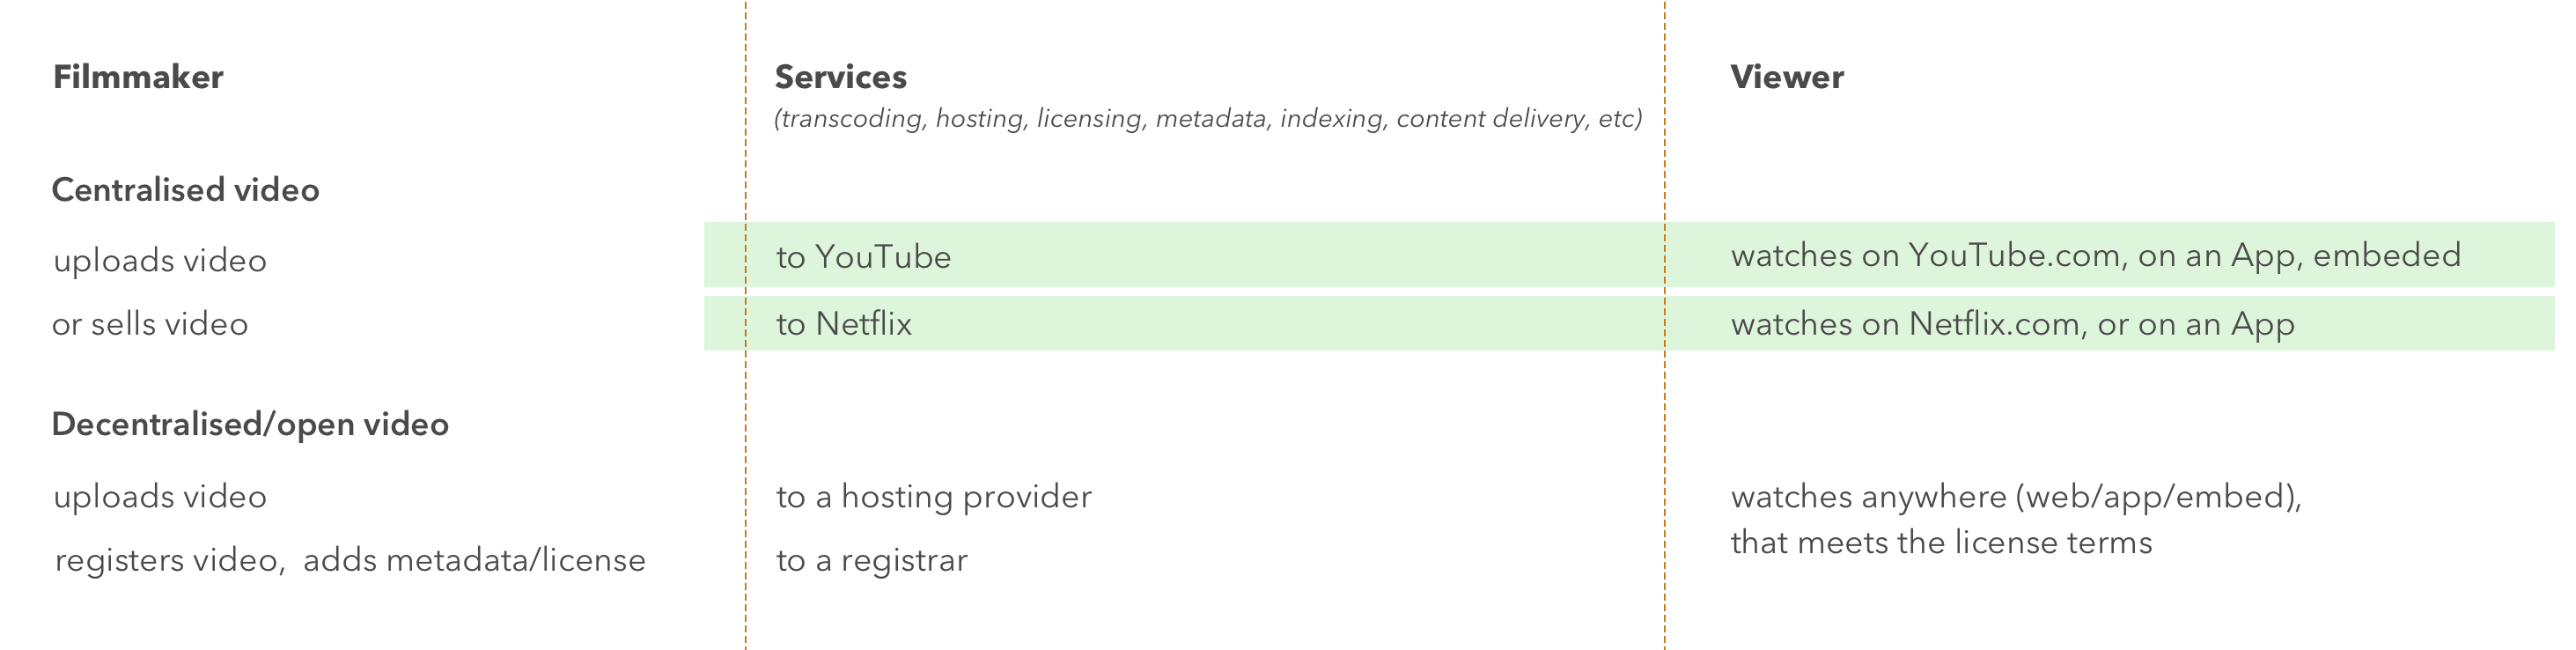 Filmmaker
Services
Viewer
(transcoding, hosting, licensing, metadata, indexing, content delivery, etc)
Centralised video
uploads video
to YouTube
watches on YouTube.com, on an App, embeded
or sells video
to Netflix
watches on Netflix.com, or on an App
Decentralised/open video
uploads video
to a hosting provider
watches anywhere (web/app/embed),
that meets the license terms
registers video, adds metadata/license
to a registrar